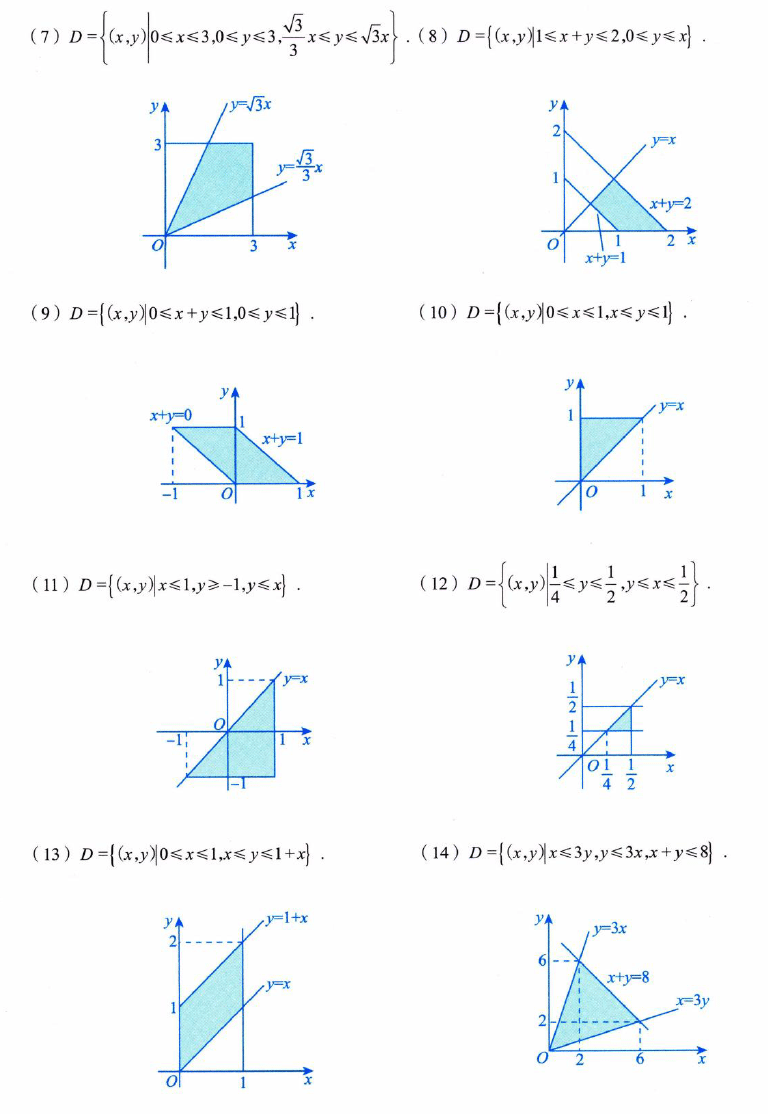 (7) D={(x,y)|0≤x≤3,0≤y≤3,√3/3 x≤y≤√3x}. (8) D={(x,y)|1≤x+y≤2,0≤y≤x}.
y y=√3x y
3 2 y=x
y=√3/3 x 1 x+y=2
O 3 x O 1 2 x
x+y=1
(9) D={(x,y)|0≤x+y≤1,0≤y≤1}. (10) D={(x,y)|0≤x≤1,x≤y≤1}.
y y
x+y=0 1 x+y=1 1 y=x
-1 O 1 x O 1 x
(11) D={(x,y)|x≤1,y≥-1,y≤x}. (12) D={(x,y)|1/4≤y≤1/2,y≤x≤1/2}.
y y
1 y=x 1/2 y=x
O 1/4
-1 1 x O 1/4 1/2 x
-1
(13) D={(x,y)|0≤x≤1,x≤y≤1+x}. (14) D={(x,y)|x≤3y,y≤3x,x+y≤8}.
y y=1+x y y=3x
2 6 x+y=8
1 y=x 2 x=3y
O 1 x O 2 6 x